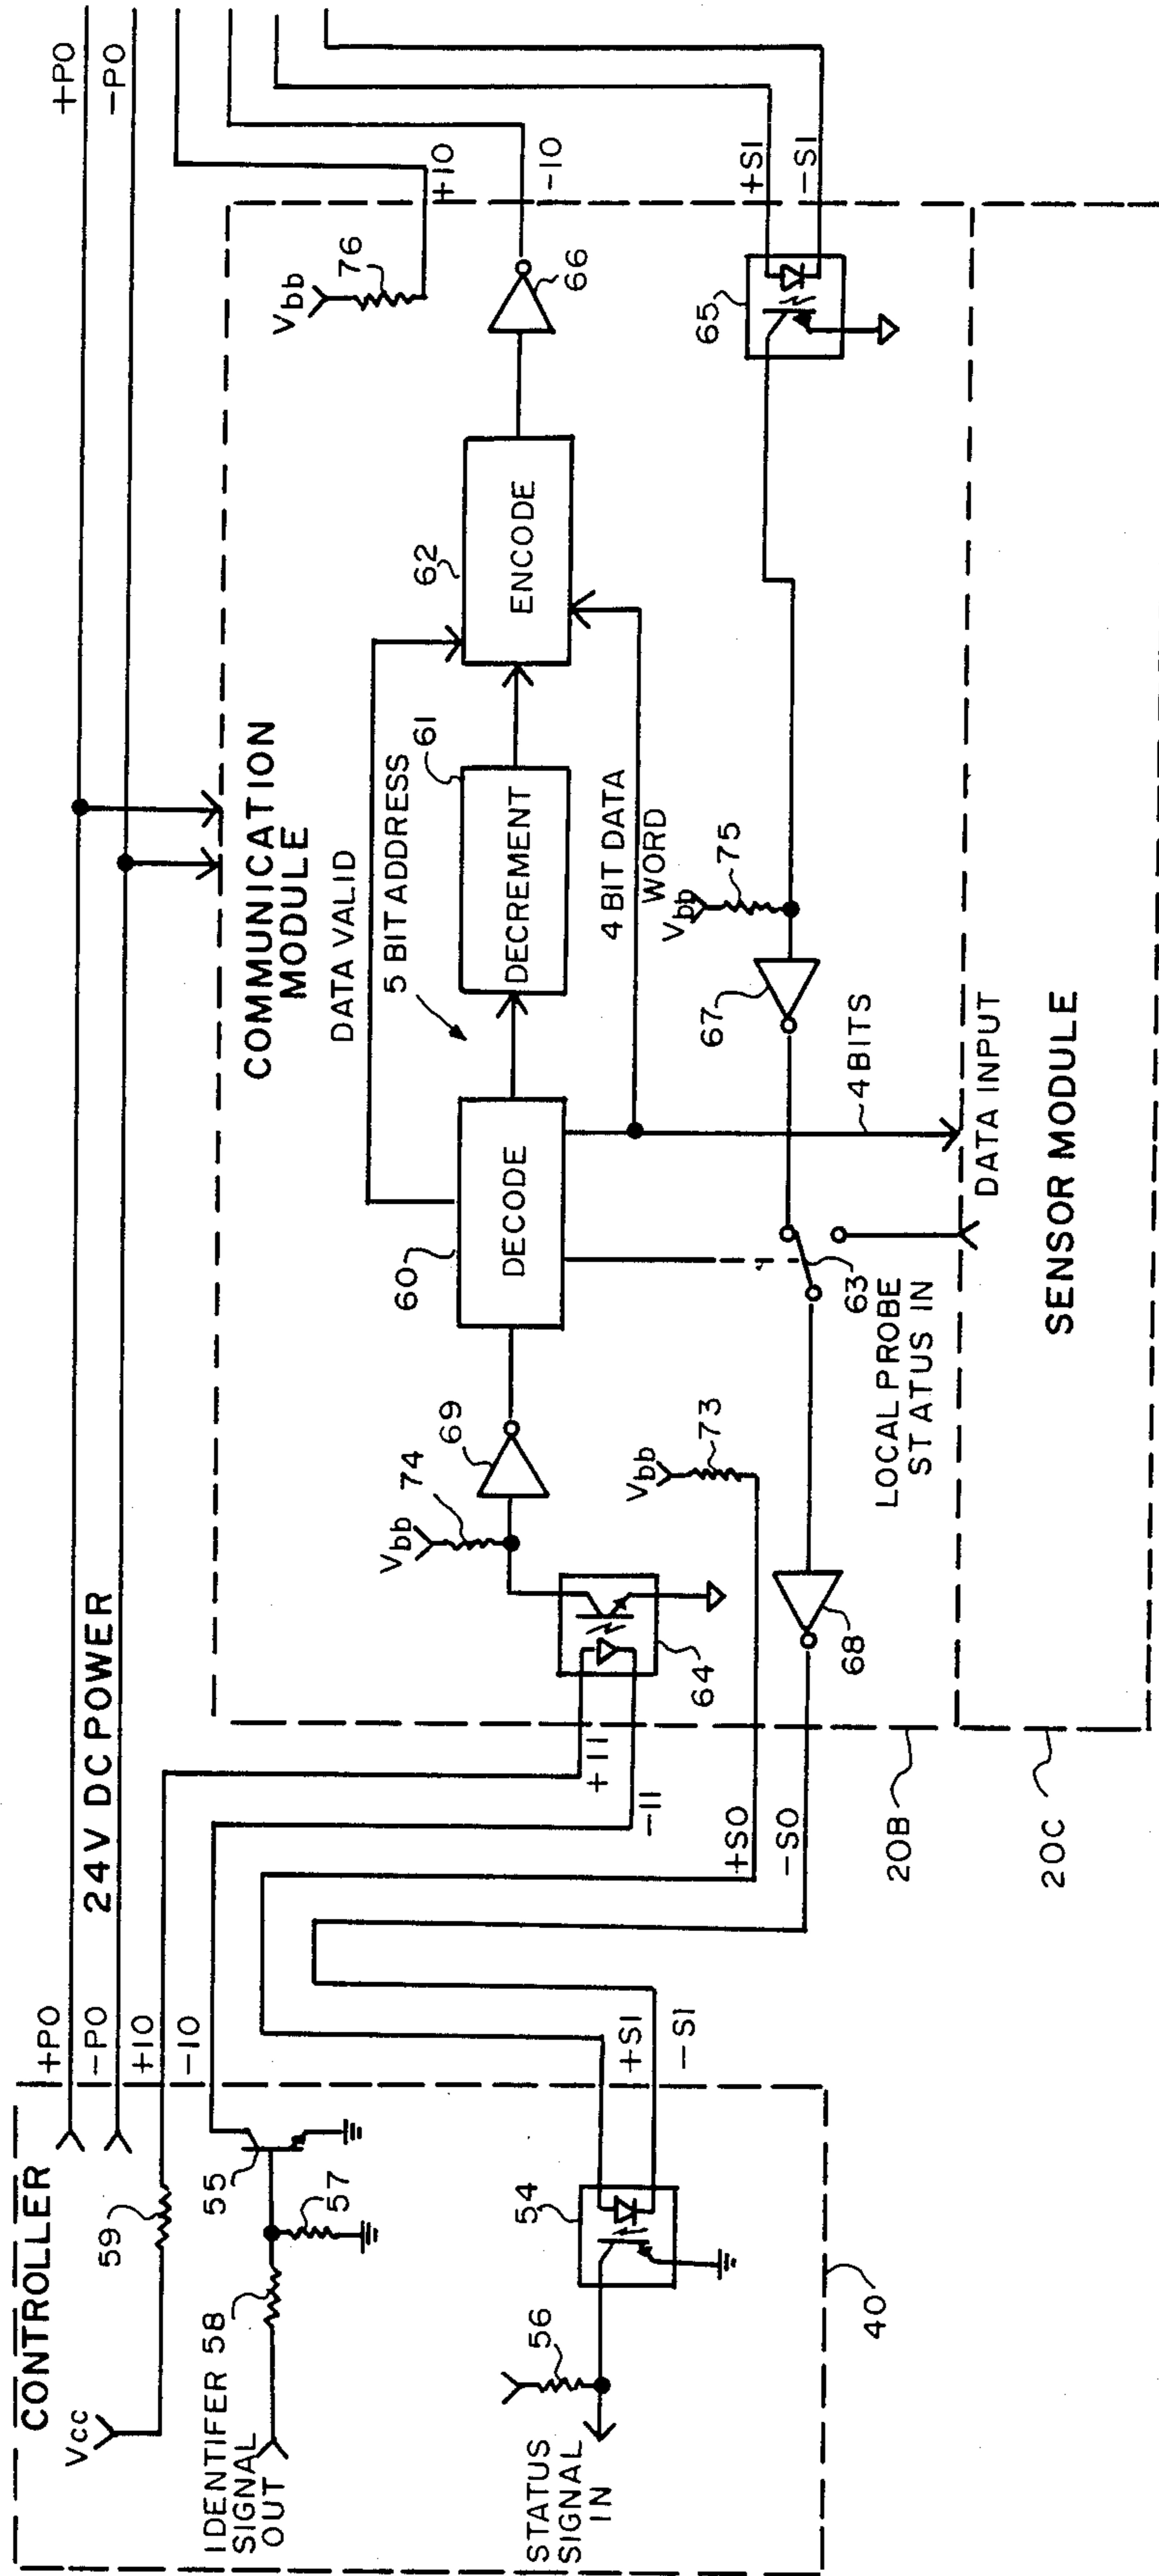 CONTROLLER
Vcc
59
+PO
-PO
+IO
-IO
24V DC POWER
+PO
-PO
IDENTIFER
SIGNAL
OUT
58
55
57
STATUS
SIGNAL
IN
56
54
+SI
-SI
40
+II
-II
+SO
-SO
20B
20C
COMMUNICATION
MODULE
DATA VALID
5 BIT ADDRESS
Vbb
74
69
64
60
DECODE
61
DECREMENT
62
ENCODE
66
Vbb
76
+IO
-IO
4 BIT DATA
WORD
Vbb
73
68
LOCAL PROBE
STATUS IN
63
4 BITS
67
Vbb
75
65
+SI
-SI
DATA INPUT
SENSOR MODULE